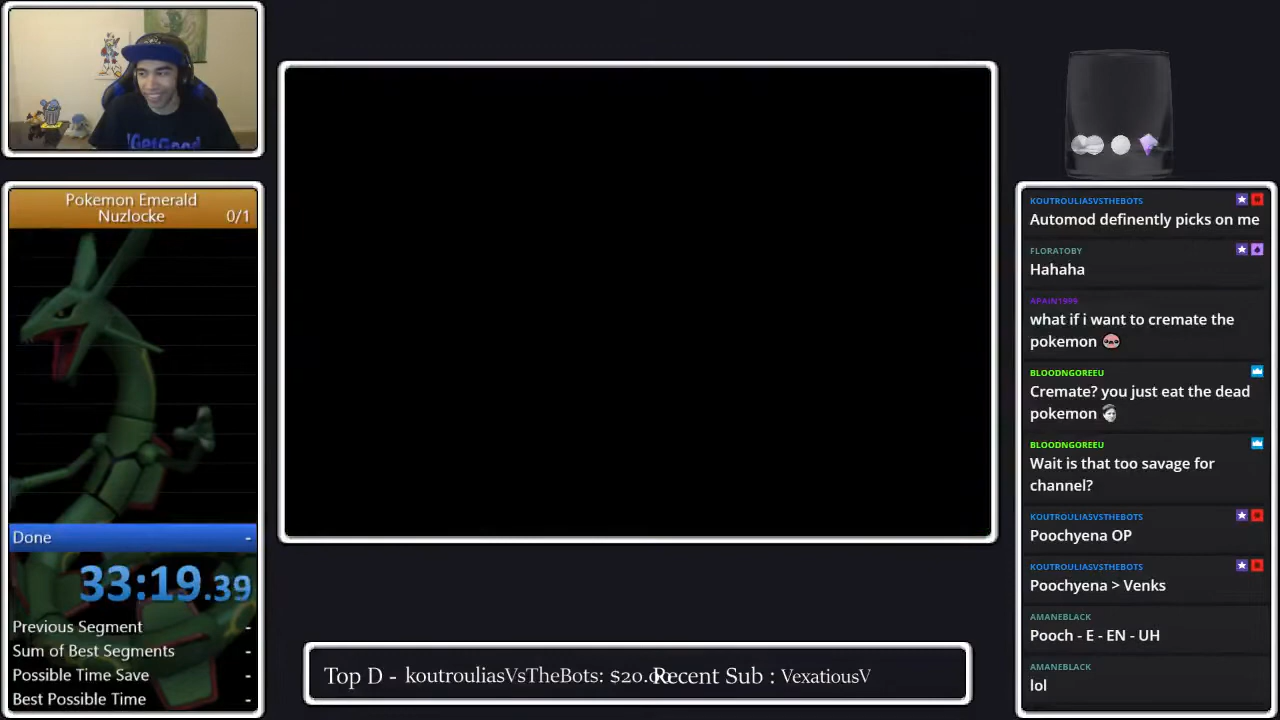 !GetGood
Pokemon Emerald
Nuzlocke 0/1
Done -
33:19.39
Previous Segment -
Sum of Best Segments -
Possible Time Save -
Best Possible Time -
Top D - koutrouliasVsTheBots: $20.00
Recent Sub : VexatiousV
KOUTROULIASVSTHEBOTS
Automod definently picks on me
FLORATOBY
Hahaha
APAIN1999
what if i want to cremate the
pokemon
BLOODNGOREEU
Cremate? you just eat the dead
pokemon
BLOODNGOREEU
Wait is that too savage for
channel?
KOUTROULIASVSTHEBOTS
Poochyena OP
KOUTROULIASVSTHEBOTS
Poochyena > Venks
AMANEBLACK
Pooch - E - EN - UH
AMANEBLACK
lol